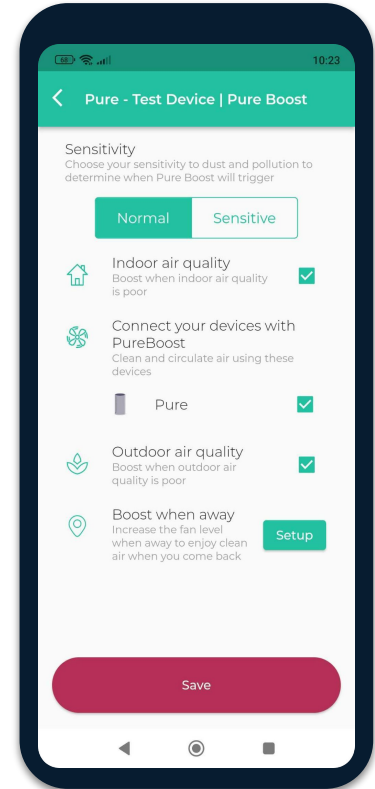 68
10:23
Pure - Test Device | Pure Boost
Sensitivity
Choose your sensitivity to dust and pollution to
determine when Pure Boost will trigger
Normal
Sensitive
Indoor air quality
Boost when indoor air quality
is poor
Connect your devices with
PureBoost
Clean and circulate air using these
devices
Pure
Outdoor air quality
Boost when outdoor air
quality is poor
Boost when away
Increase the fan level
when away to enjoy clean
air when you come back
Setup
Save